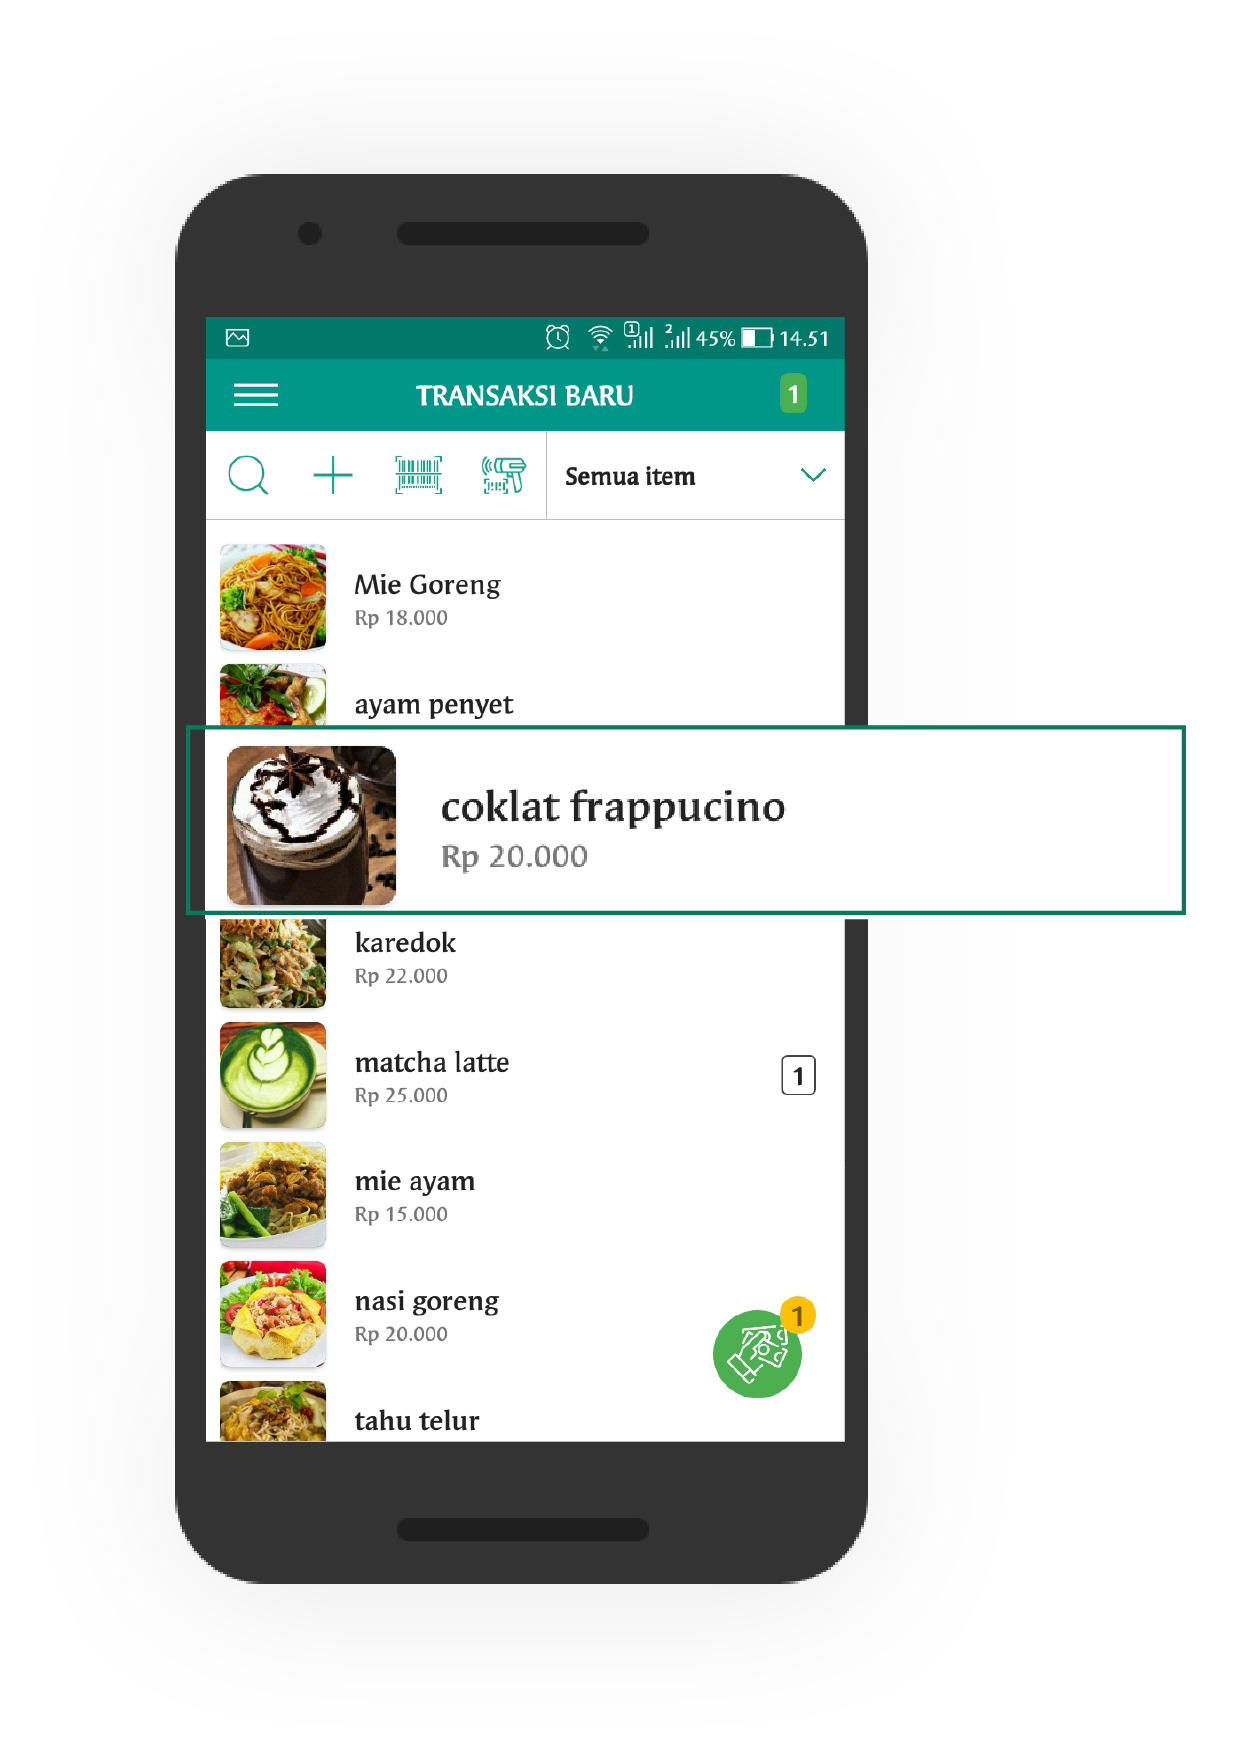 1 2 45% 14.51
TRANSAKSI BARU 1
Semua item
Mie Goreng
Rp 18.000
ayam penyet
coklat frappucino
Rp 20.000
karedok
Rp 22.000
matcha latte
Rp 25.000
1
mie ayam
Rp 15.000
nasi goreng
Rp 20.000
1
tahu telur